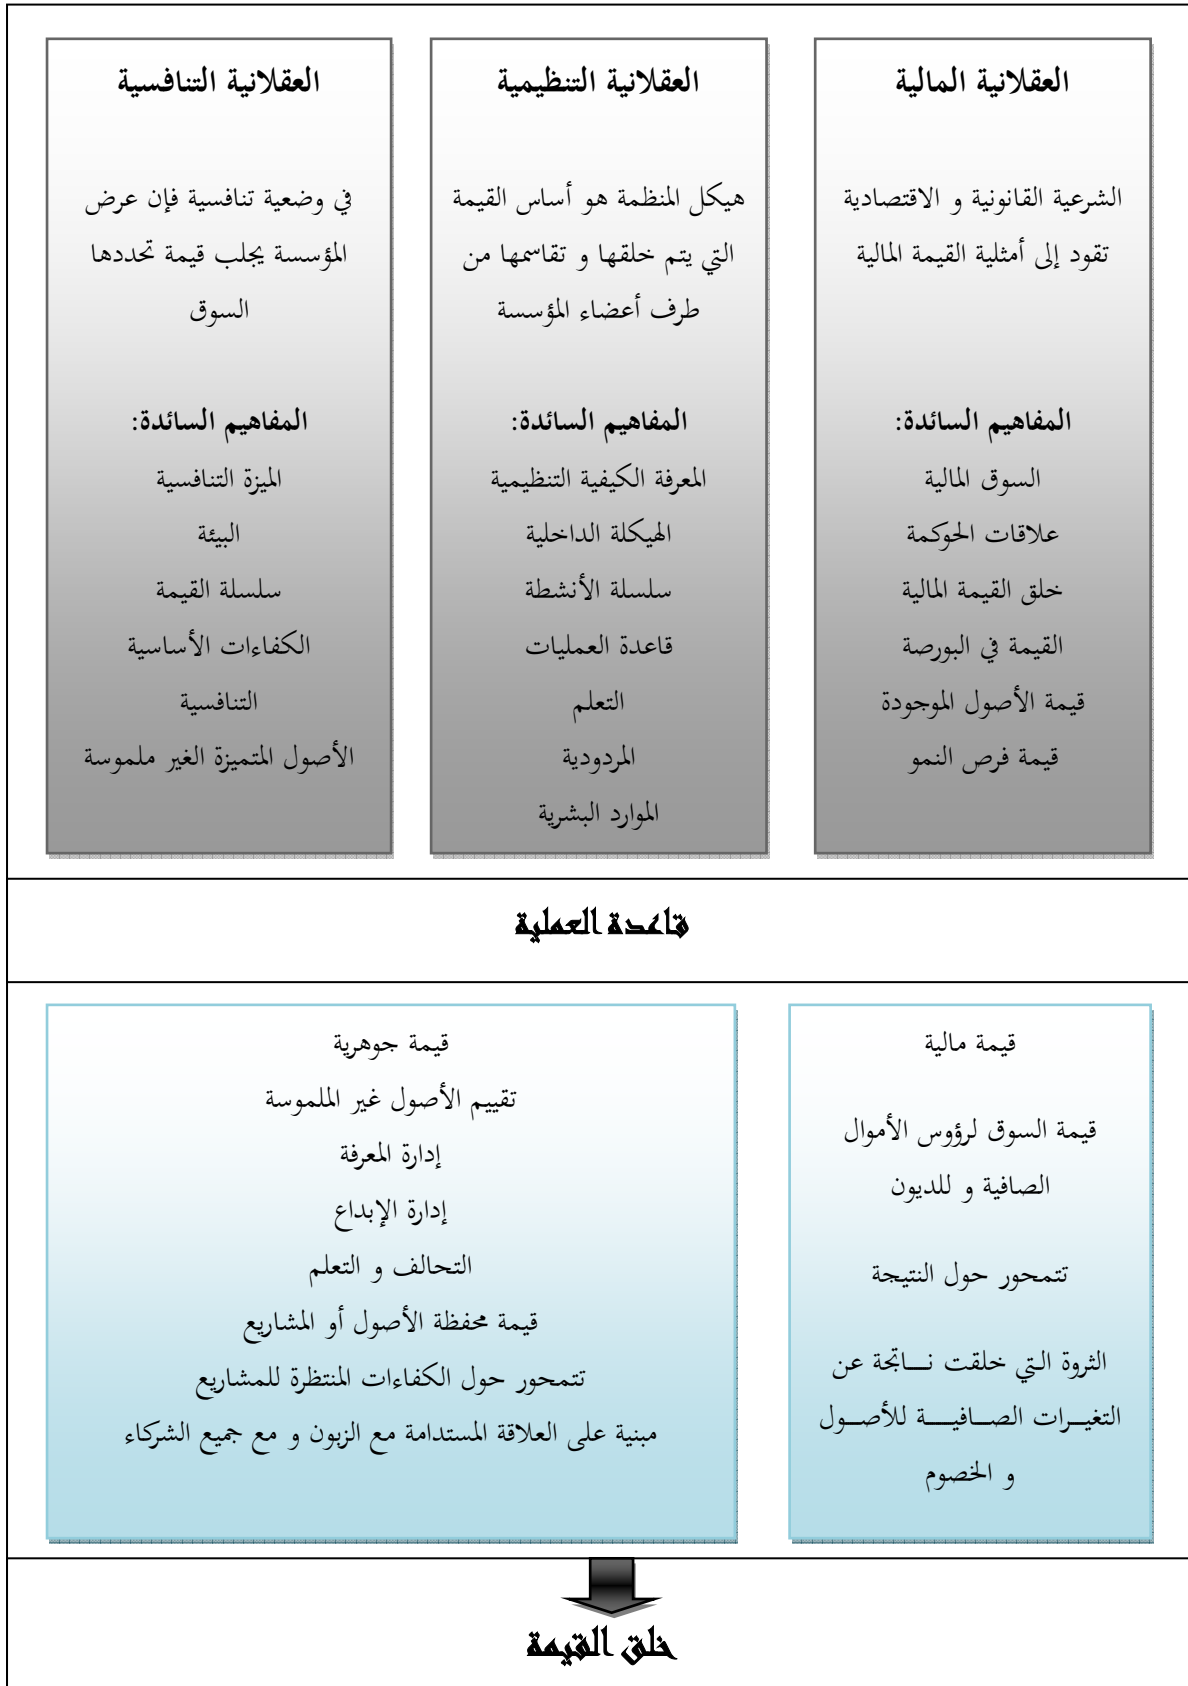 العقلانية المالية
الشرعية القانونية و الاقتصادية
تقود إلى أمثلية القيمة المالية
المفاهيم السائدة:
السوق المالية
علاقات الحوكمة
خلق القيمة المالية
القيمة في البورصة
قيمة الأصول الموجودة
قيمة فرص النمو
العقلانية التنظيمية
هيكل المنظمة هو أساس القيمة
التي يتم خلقها و تقاسمها من
طرف أعضاء المؤسسة
المفاهيم السائدة:
المعرفة الكيفية التنظيمية
الهيكلة الداخلية
سلسلة الأنشطة
قاعدة العمليات
التعلم
المردودية
الموارد البشرية
العقلانية التنافسية
في وضعية تنافسية فإن عرض
المؤسسة يجلب قيمة تحددها
السوق
المفاهيم السائدة:
الميزة التنافسية
البيئة
سلسلة القيمة
الكفاءات الأساسية
التنافسية
الأصول المتميزة الغير ملموسة
قاعدة العملية
قيمة مالية
قيمة السوق لرؤوس الأموال
الصافية و للديون
تتمحور حول النتيجة
الثروة التي خلقت نــاتجة عن
التغيــرات الصــافيــــة للأصــول
و الخصوم
قيمة جوهرية
تقييم الأصول غير الملموسة
إدارة المعرفة
إدارة الإبداع
التحالف و التعلم
قيمة محفظة الأصول أو المشاريع
تتمحور حول الكفاءات المنتظرة للمشاريع
مبنية على العلاقة المستدامة مع الزبون و مع جميع الشركاء
خلق القيمة